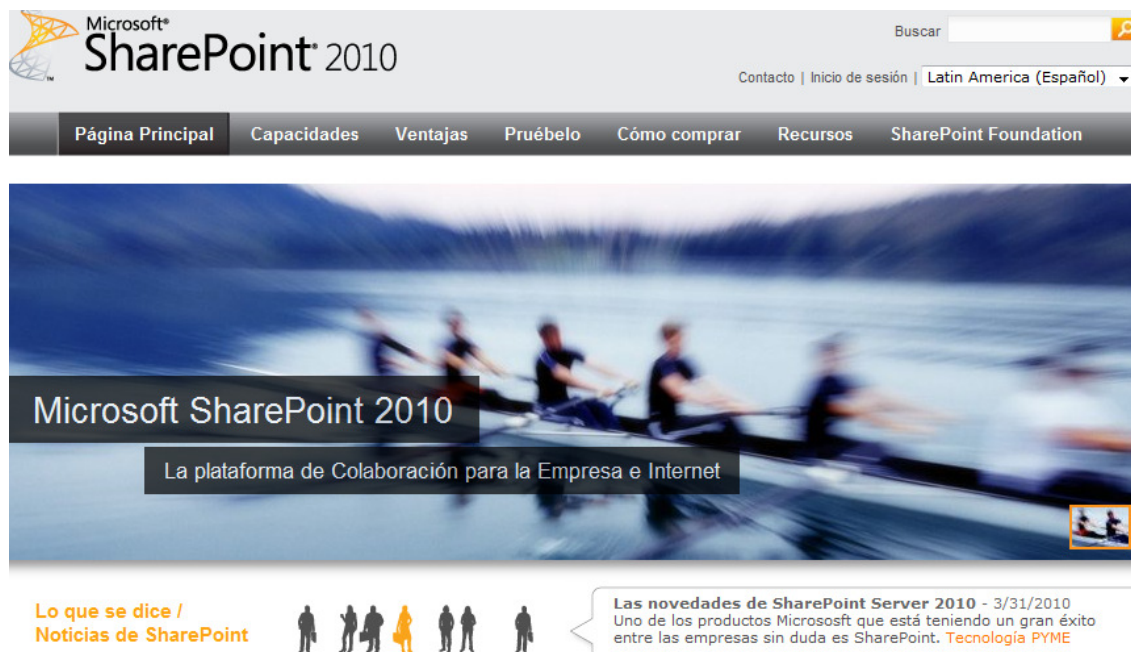 Microsoft®
SharePoint® 2010
Buscar
Contacto | Inicio de sesión | Latin America (Español)
Página Principal Capacidades Ventajas Pruébelo Cómo comprar Recursos SharePoint Foundation
Microsoft SharePoint 2010
La plataforma de Colaboración para la Empresa e Internet
Lo que se dice /
Noticias de SharePoint
Las novedades de SharePoint Server 2010 - 3/31/2010
Uno de los productos Micrososft que está teniendo un gran éxito
entre las empresas sin duda es SharePoint. Tecnología PYME